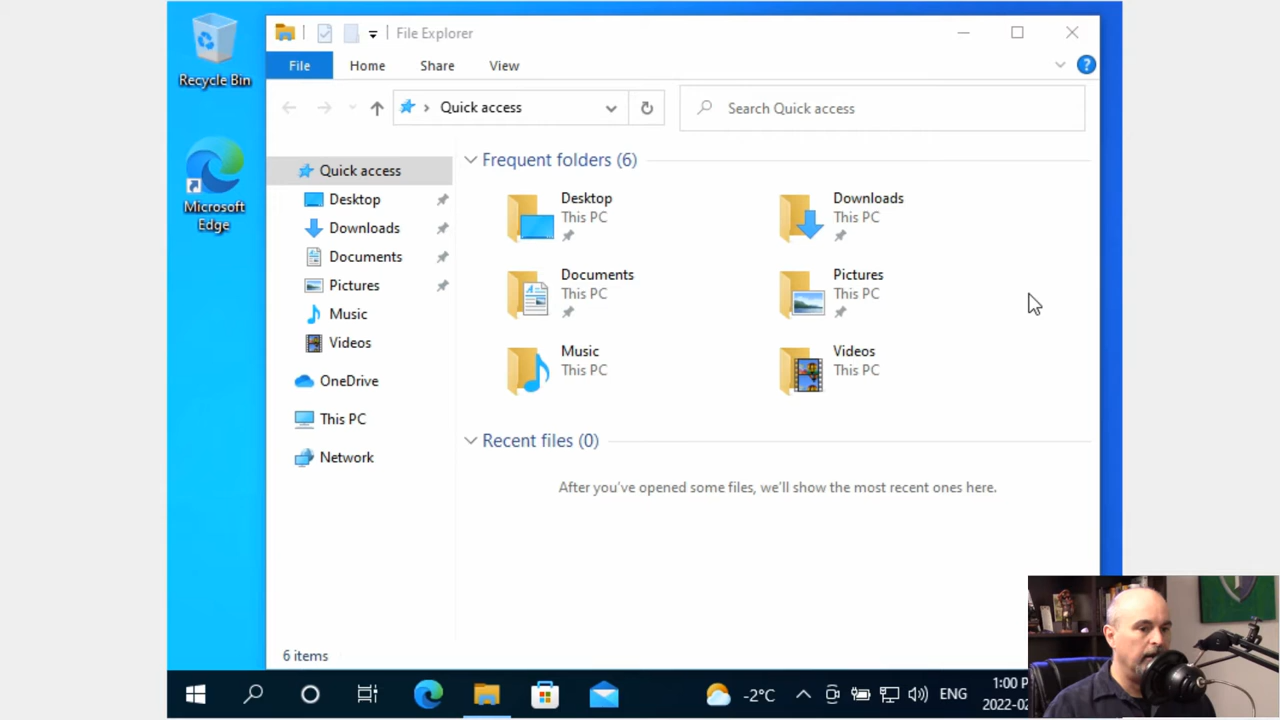 Recycle Bin
Microsoft
Edge
File Explorer
File
Home
Share
View
?
Quick access
Search Quick access
Quick access
Desktop
Downloads
Documents
Pictures
Music
Videos
OneDrive
This PC
Network
Frequent folders (6)
Desktop
This PC
Downloads
This PC
Documents
This PC
Pictures
This PC
Music
This PC
Videos
This PC
Recent files (0)
After you've opened some files, we'll show the most recent ones here.
6 items
-2°C
ENG
1:00 P
2022-02